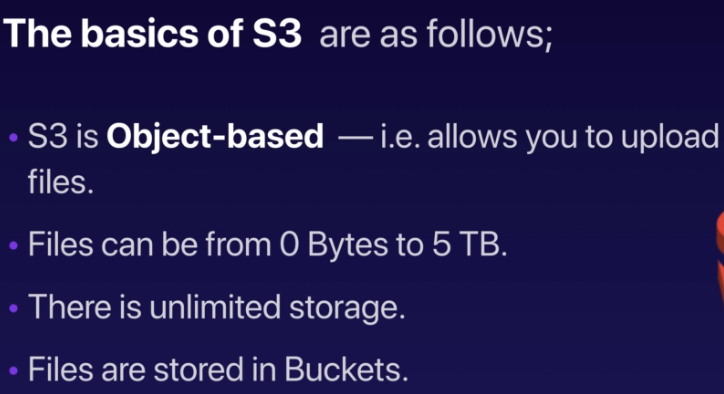 The basics of S3 are as follows;
• S3 is Object-based — i.e. allows you to upload
files.
• Files can be from 0 Bytes to 5 TB.
• There is unlimited storage.
• Files are stored in Buckets.